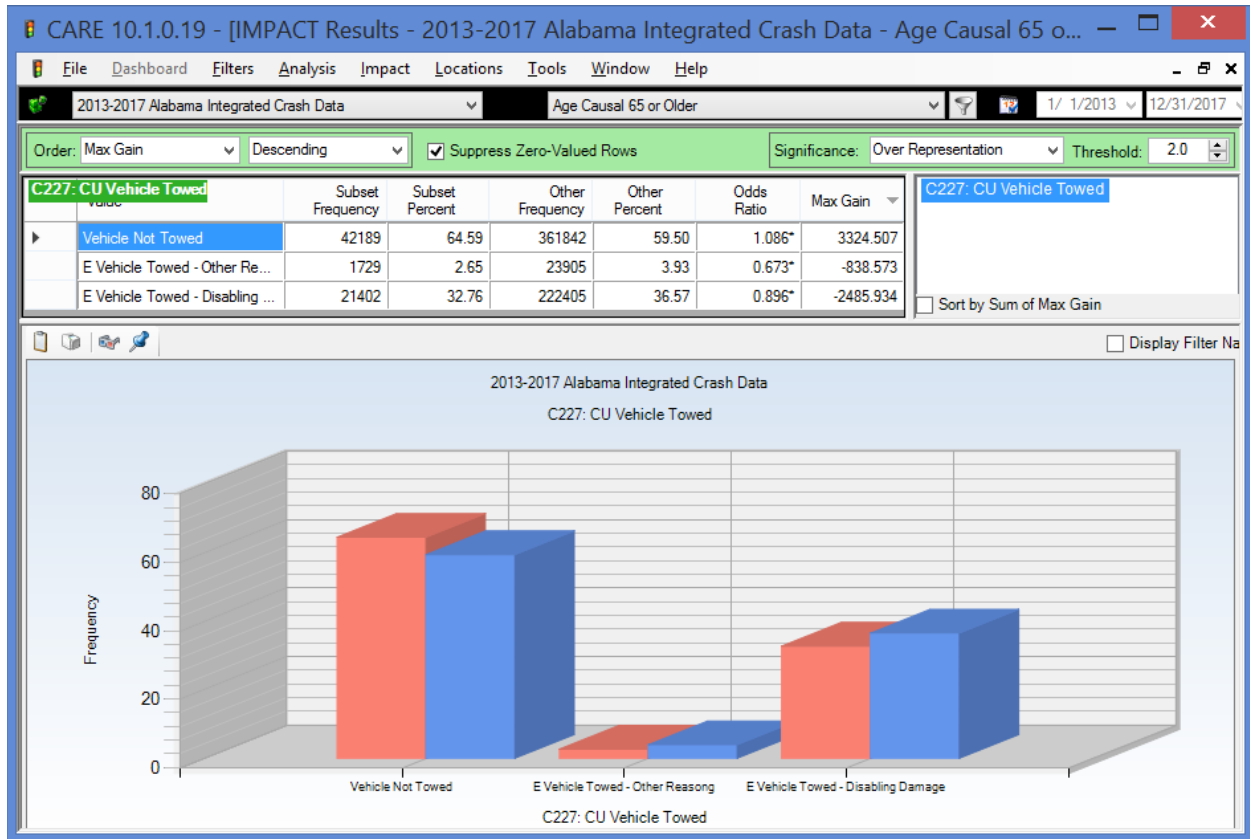 CARE 10.1.0.19 - [IMPACT Results - 2013-2017 Alabama Integrated Crash Data - Age Causal 65 o...
File Dashboard Filters Analysis Impact Locations Tools Window Help
2013-2017 Alabama Integrated Crash Data Age Causal 65 or Older 1/ 1/2013 12/31/2017
Order: Max Gain Descending Suppress Zero-Valued Rows Significance: Over Representation Threshold: 2.0
C227: CU Vehicle Towed Subset Frequency Subset Percent Other Frequency Other Percent Odds Ratio Max Gain
Vehicle Not Towed 42189 64.59 361842 59.50 1.086* 3324.507
E Vehicle Towed - Other Re... 1729 2.65 23905 3.93 0.673* -838.573
E Vehicle Towed - Disabling ... 21402 32.76 222405 36.57 0.896* -2485.934
C227: CU Vehicle Towed
Sort by Sum of Max Gain
Display Filter Na
2013-2017 Alabama Integrated Crash Data
C227: CU Vehicle Towed
80
60
40
20
0
Frequency
Vehicle Not Towed E Vehicle Towed - Other Reasong E Vehicle Towed - Disabling Damage
C227: CU Vehicle Towed